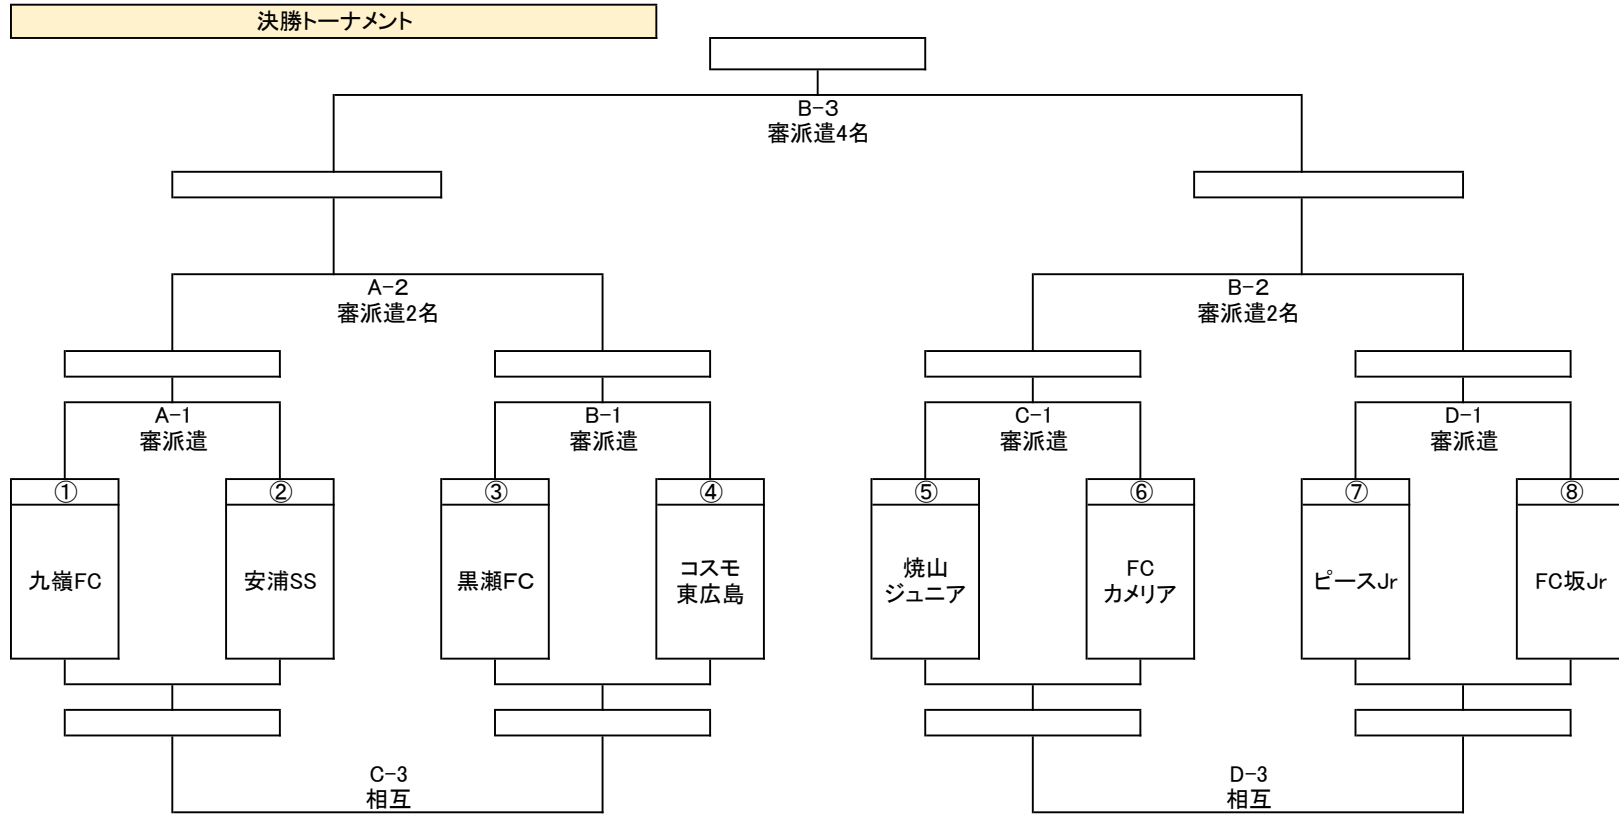 決勝トーナメント
B-3
審派遣4名
A-2
審派遣2名
B-2
審派遣2名
A-1
審派遣
B-1
審派遣
C-1
審派遣
D-1
審派遣
①
②
③
④
⑤
⑥
⑦
⑧
九嶺FC
安浦SS
黒瀬FC
コスモ
東広島
焼山
ジュニア
FC
カメリア
ピースJr
FC坂Jr
C-3
相互
D-3
相互